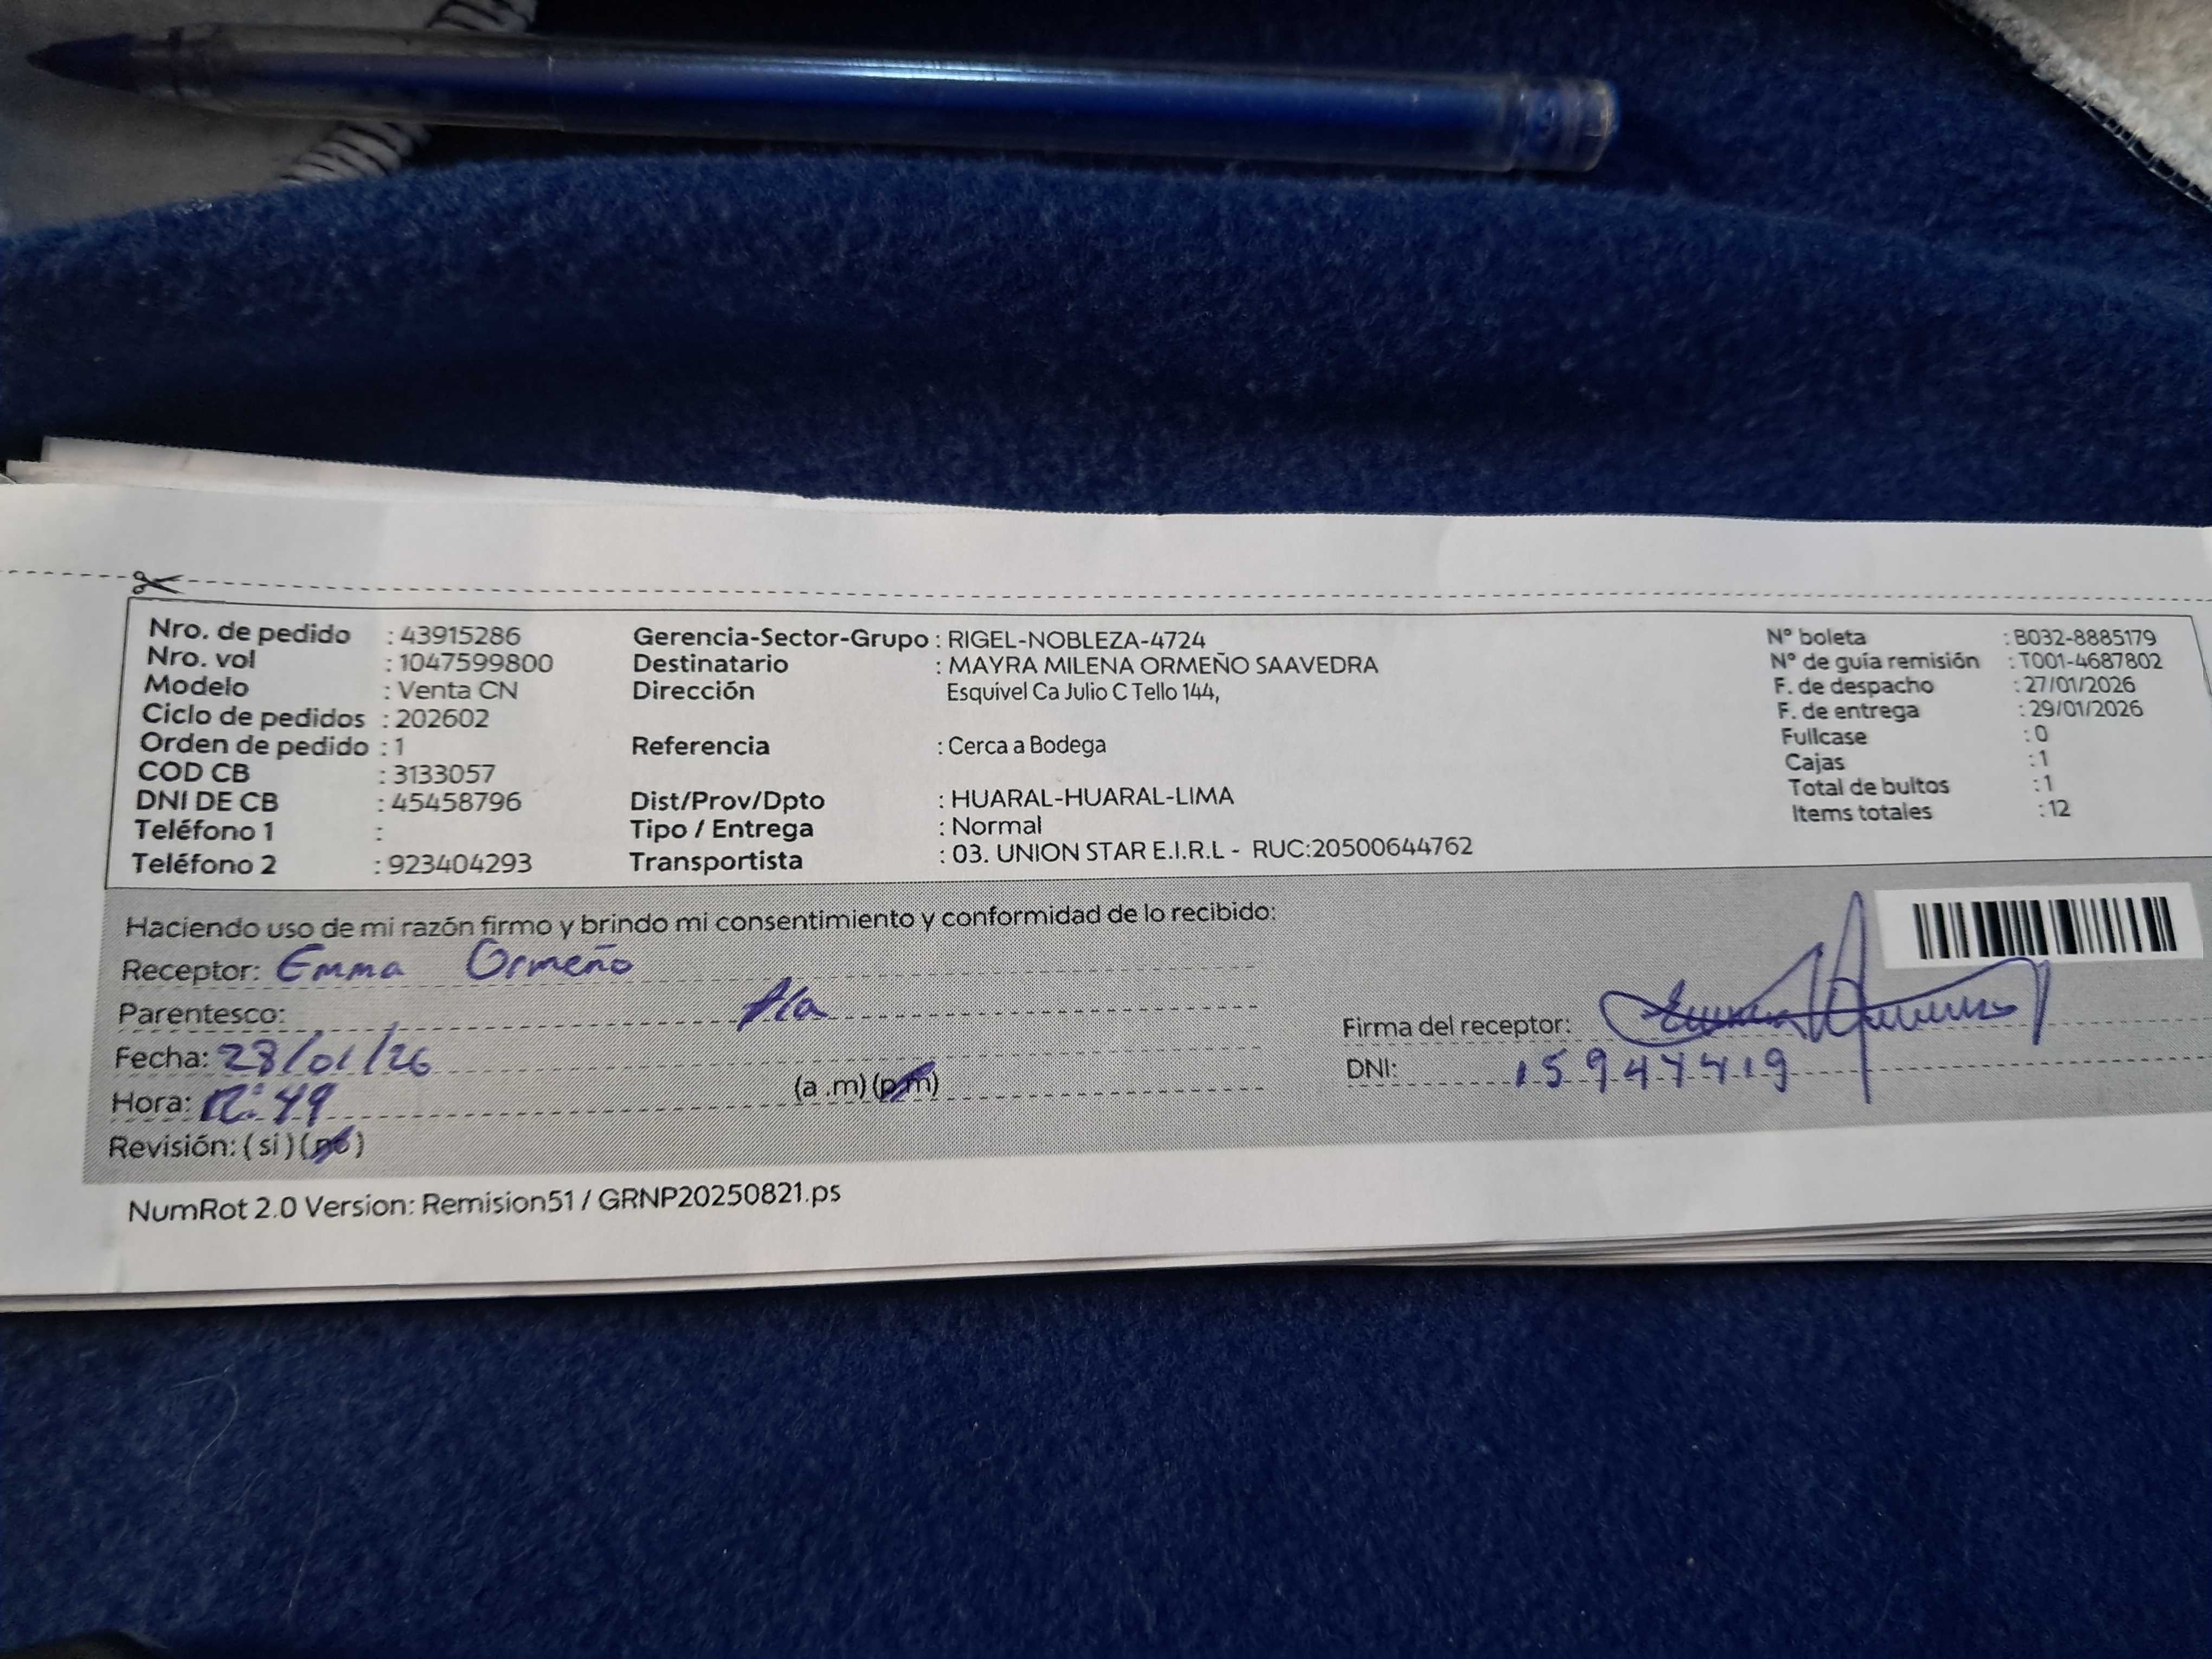 Nro. de pedido : 43915286
Nro. vol : 1047599800
Modelo : Venta CN
Ciclo de pedidos : 202602
Orden de pedido : 1
COD CB : 3133057
DNI DE CB : 45458796
Teléfono 1 :
Teléfono 2 : 923404293
Gerencia-Sector-Grupo : RIGEL-NOBLEZA-4724
Destinatario : MAYRA MILENA ORMEÑO SAAVEDRA
Dirección Esquivel Ca Julio C Tello 144,
Referencia : Cerca a Bodega
Dist/Prov/Dpto : HUARAL-HUARAL-LIMA
Tipo / Entrega : Normal
Transportista : 03. UNION STAR E.I.R.L - RUC:20500644762
N° boleta : B032-8885179
N° de guía remisión : T001-4687802
F. de despacho : 27/01/2026
F. de entrega : 29/01/2026
Fullcase : 0
Cajas : 1
Total de bultos : 1
Items totales : 12
Haciendo uso de mi razón firmo y brindo mi consentimiento y conformidad de lo recibido:
Receptor: Emma Ormeño
Parentesco:
Fecha: 28/01/26
Hora: 12:49 (a .m) (p.m)
Revisión: ( si ) (no)
Firma del receptor:
DNI: 15947419
NumRot 2.0 Version: Remision51 / GRNP20250821.ps